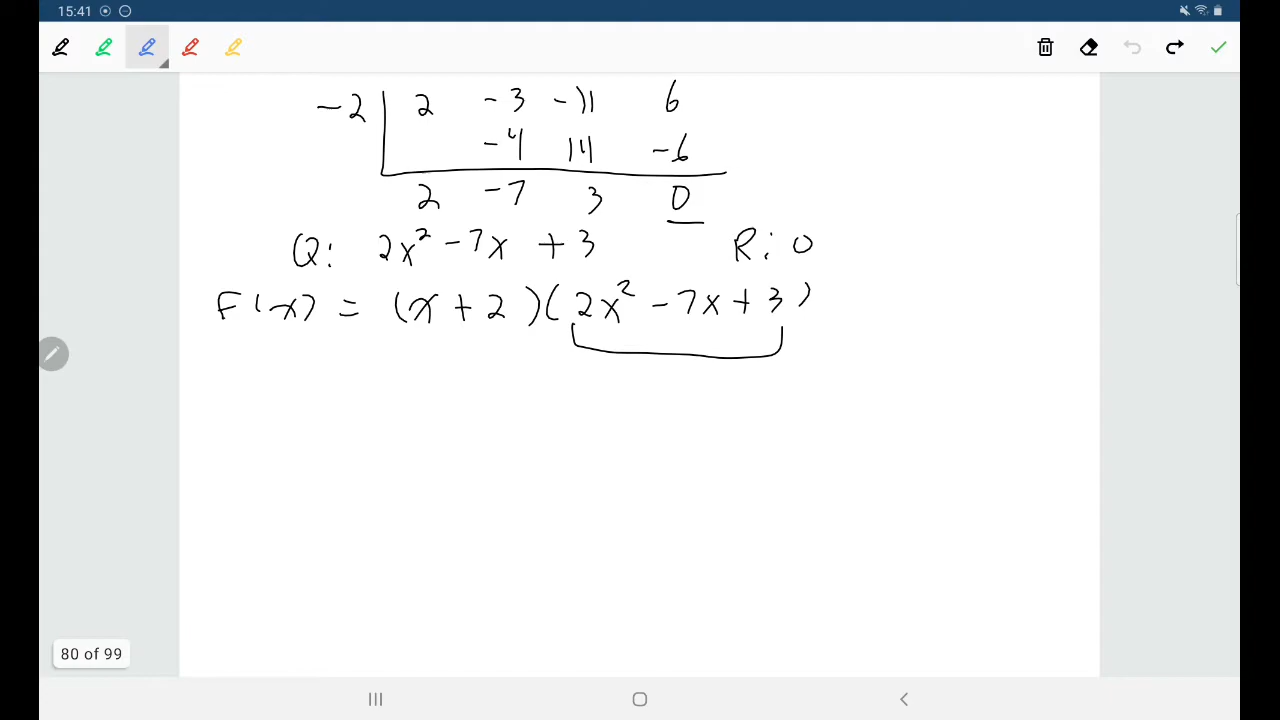 15:41
-2 | 2 -3 -11 6
-4 14 -6
2 -7 3 0
Q: 2x² -7x +3 R: 0
F(x) = (x+2)(2x² -7x+3)
80 of 99